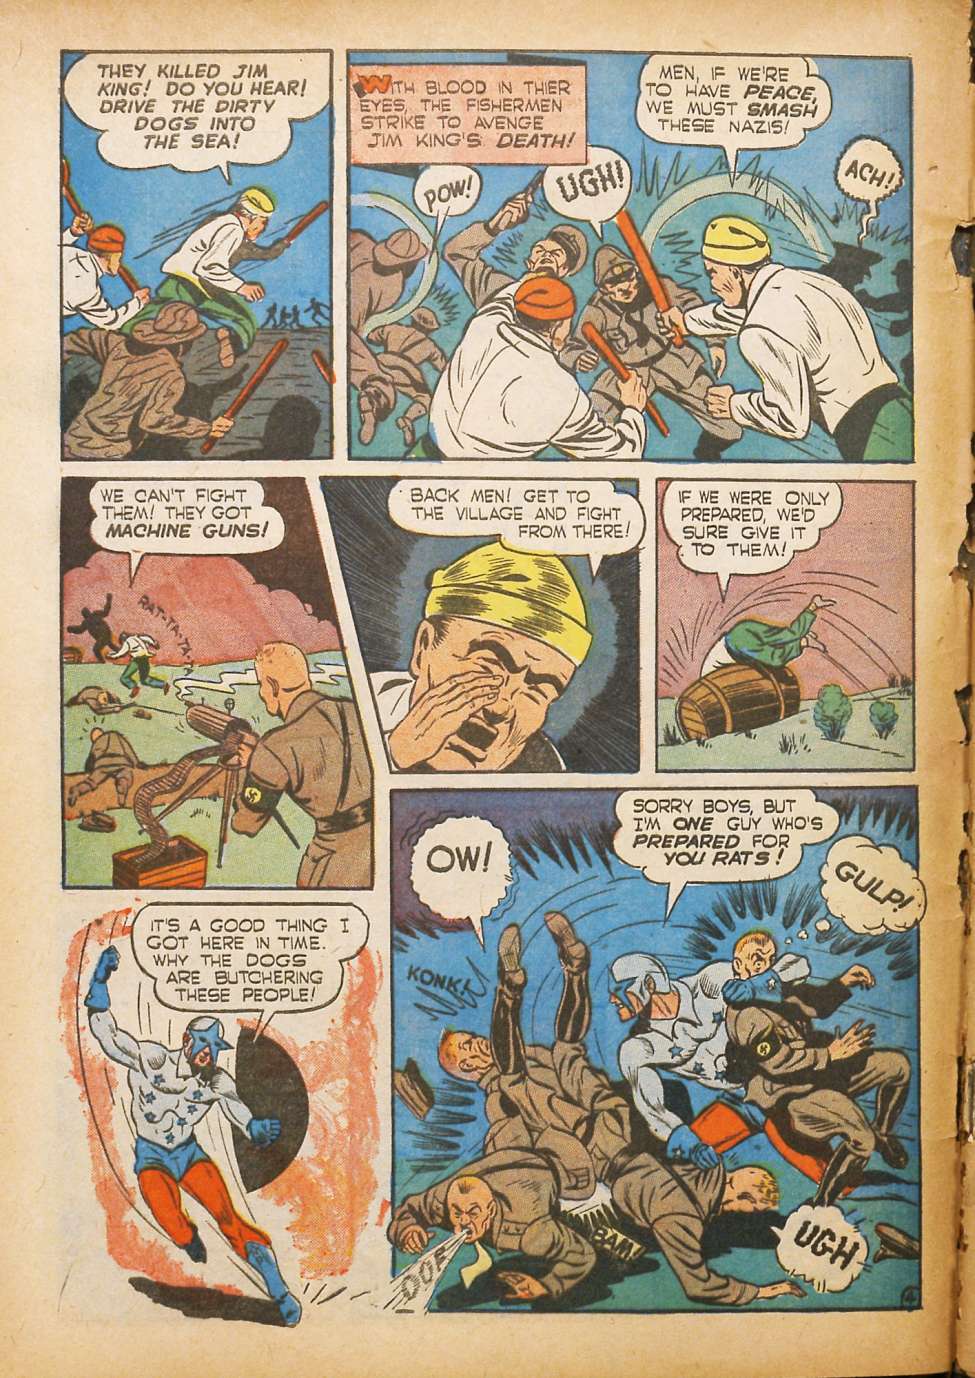 THEY KILLED JIM
KING! DO YOU HEAR!
DRIVE THE DIRTY
DOGS INTO
THE SEA!
WITH BLOOD IN THIER
EYES, THE FISHERMEN
STRIKE TO AVENGE
JIM KING'S DEATH!
POW!
UGH!
MEN, IF WE'RE
TO HAVE PEACE,
WE MUST SMASH
THESE NAZIS!
ACH!
WE CAN'T FIGHT
THEM! THEY GOT
MACHINE GUNS!
RAT-TA-TA-TA-TA
BACK MEN! GET TO
THE VILLAGE AND FIGHT
FROM THERE!
IF WE WERE ONLY
PREPARED, WE'D
SURE GIVE IT
TO THEM!
IT'S A GOOD THING I
GOT HERE IN TIME.
WHY THE DOGS
ARE BUTCHERING
THESE PEOPLE!
OW!
SORRY BOYS, BUT
I'M ONE GUY WHO'S
PREPARED FOR
YOU RATS!
GULP!
KONK!
OOF
BAM!
UGH
4